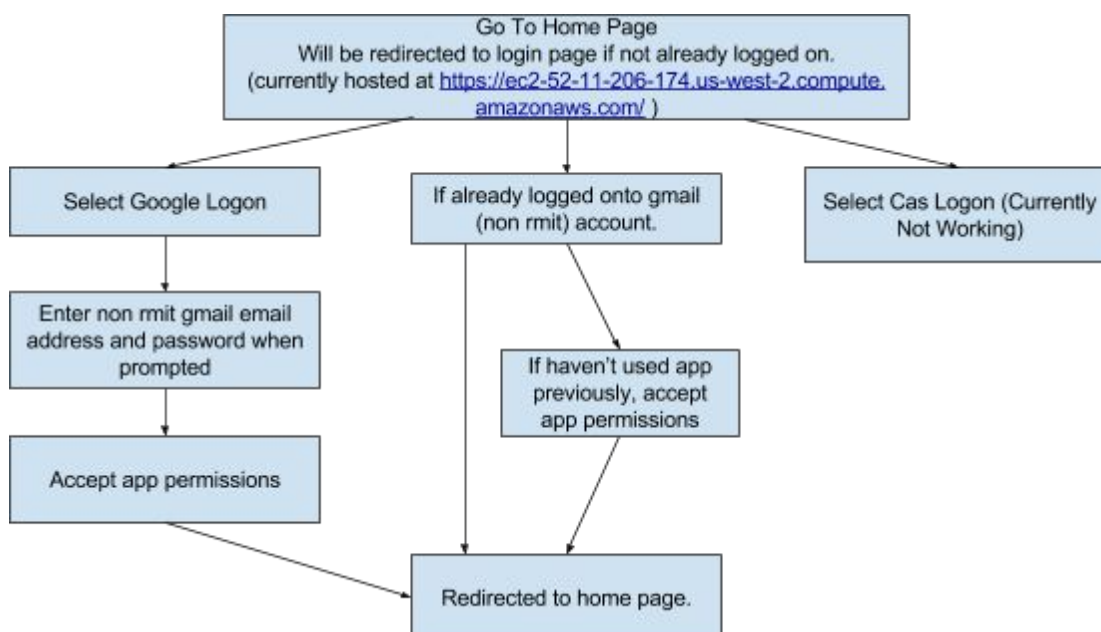 Go To Home Page
Will be redirected to login page if not already logged on.
(currently hosted at https://ec2-52-11-206-174.us-west-2.compute.
amazonaws.com/ )
Select Google Logon
If already logged onto gmail
(non rmit) account.
Select Cas Logon (Currently
Not Working)
Enter non rmit gmail email
address and password when
prompted
If haven’t used app
previously, accept
app permissions
Accept app permissions
Redirected to home page.